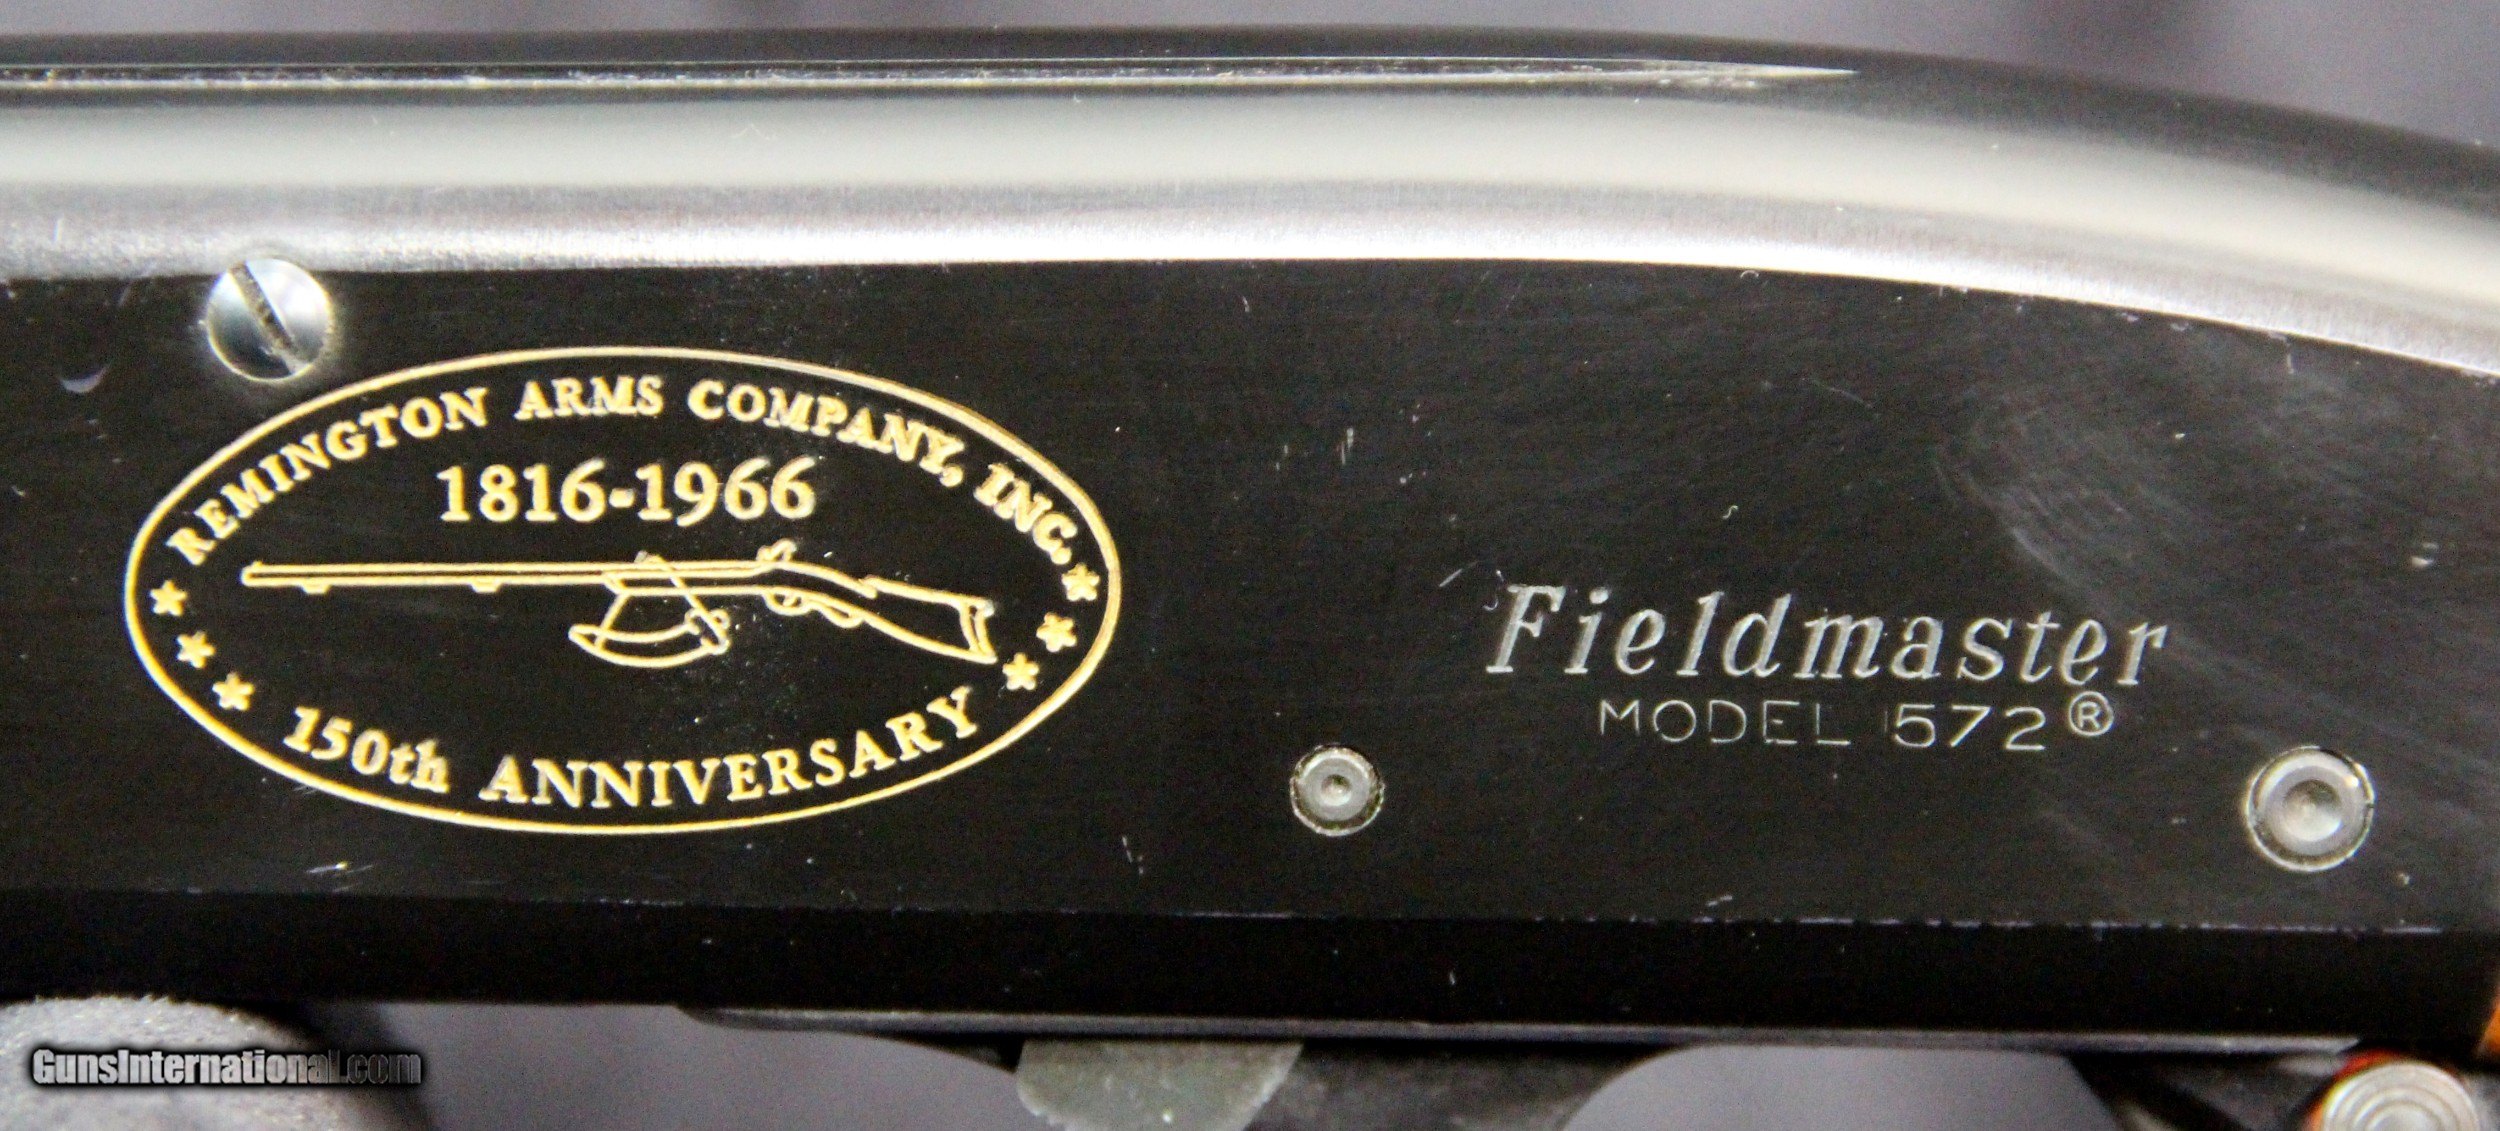 REMINGTON ARMS COMPANY, INC.
1816-1966
150th ANNIVERSARY
Fieldmaster
MODEL 572®
GunsInternational.com